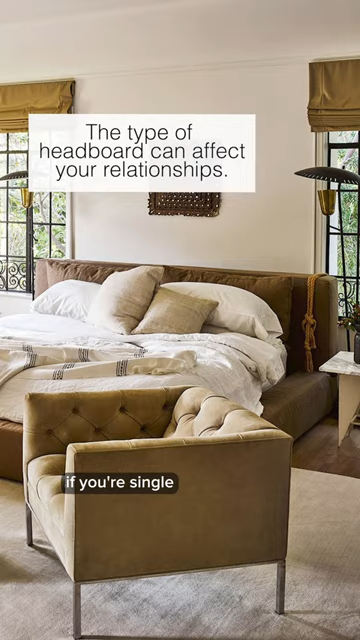 The type of
headboard can affect
your relationships.
if you're single